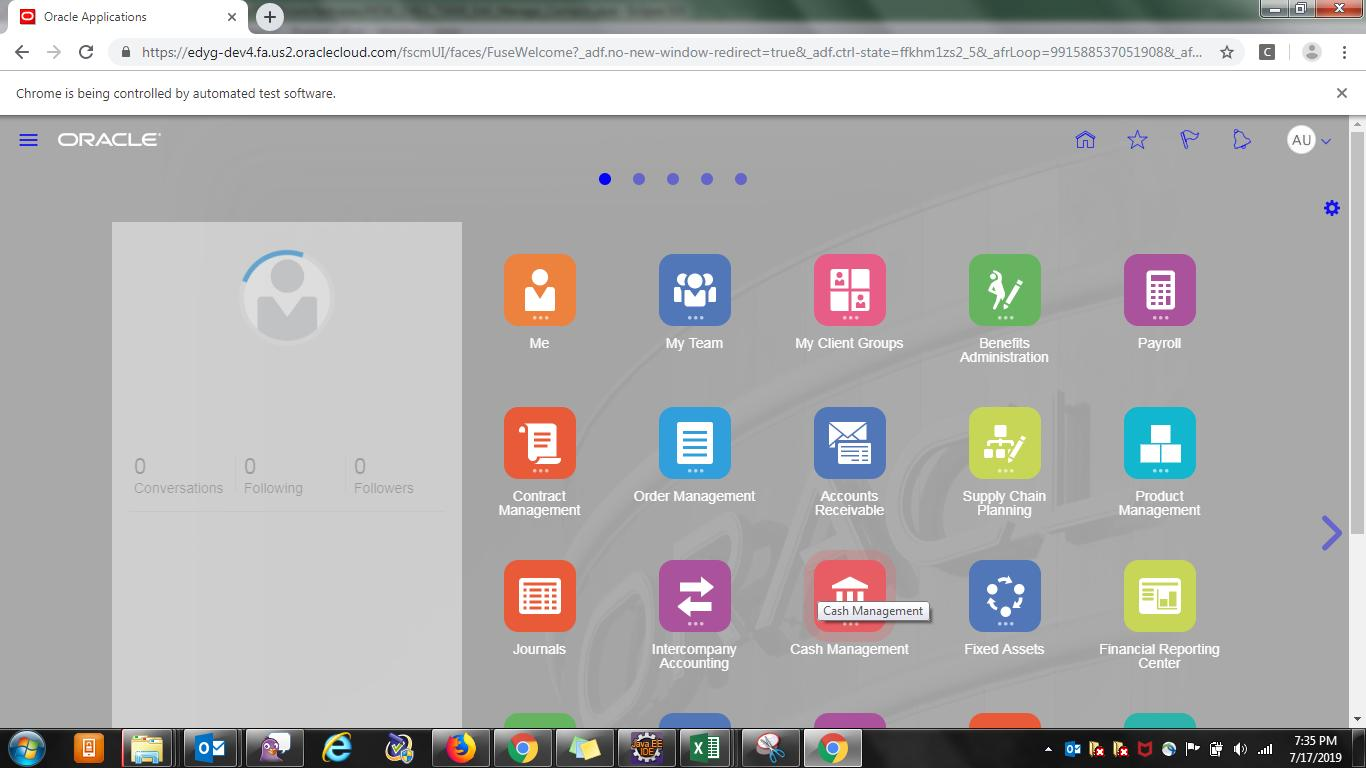 Oracle Applications
https://edyg-dev4.fa.us2.oraclecloud.com/fscmUI/faces/FuseWelcome?_adf.no-new-window-redirect=true&_adf.ctrl-state=ffkhm1zs2_5&_afrLoop=991588537051908&_af...
C
Chrome is being controlled by automated test software.
ORACLE
AU
Me
My Team
My Client Groups
Benefits
Administration
Payroll
0
Conversations
0
Following
0
Followers
Contract
Management
Order Management
Accounts
Receivable
Supply Chain
Planning
Product
Management
Journals
Intercompany
Accounting
Cash Management
Cash Management
Fixed Assets
Financial Reporting
Center
Java EE
IDE
7:35 PM
7/17/2019